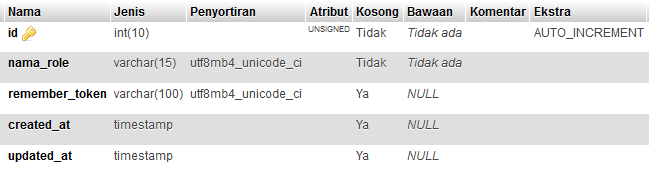 Nama Jenis Penyortiran Atribut Kosong Bawaan Komentar Ekstra
id int(10) UNSIGNED Tidak Tidak ada AUTO_INCREMENT
nama_role varchar(15) utf8mb4_unicode_ci Tidak Tidak ada
remember_token varchar(100) utf8mb4_unicode_ci Ya NULL
created_at timestamp Ya NULL
updated_at timestamp Ya NULL